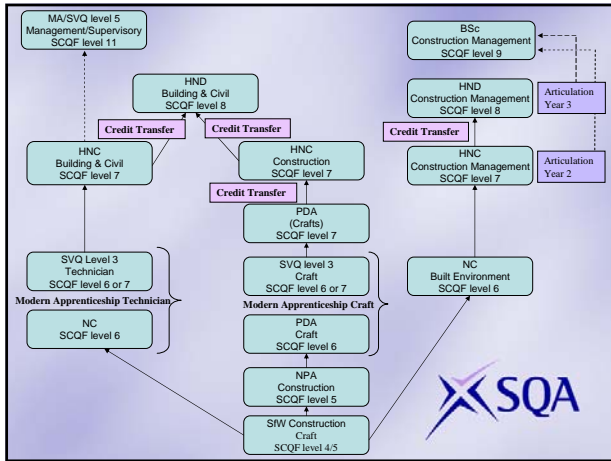 MA/SVQ level 5
Management/Supervisory
SCQF level 11
BSc
Construction Management
SCQF level 9
HND
Building & Civil
SCQF level 8
HND
Construction Management
SCQF level 8
Articulation
Year 3
Credit Transfer
Credit Transfer
Credit Transfer
HNC
Building & Civil
SCQF level 7
HNC
Construction
SCQF level 7
HNC
Construction Management
SCQF level 7
Articulation
Year 2
Credit Transfer
PDA
(Crafts)
SCQF level 7
SVQ Level 3
Technician
SCQF level 6 or 7
SVQ level 3
Craft
SCQF level 6 or 7
NC
Built Environment
SCQF level 6
Modern Apprenticeship Technician
Modern Apprenticeship Craft
NC
SCQF level 6
PDA
Craft
SCQF level 6
NPA
Construction
SCQF level 5
SfW Construction
Craft
SCQF level 4/5
SQA